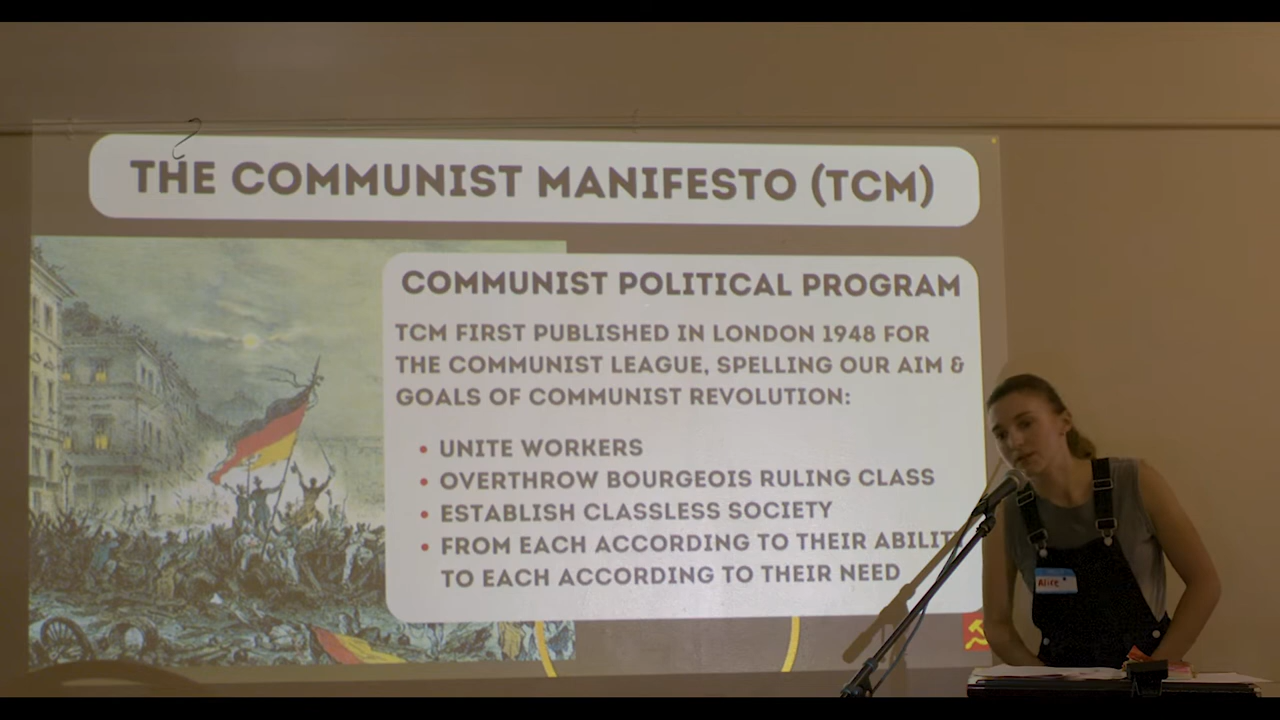 THE COMMUNIST MANIFESTO (TCM)
COMMUNIST POLITICAL PROGRAM
TCM FIRST PUBLISHED IN LONDON 1948 FOR
THE COMMUNIST LEAGUE, SPELLING OUR AIM &
GOALS OF COMMUNIST REVOLUTION:
• UNITE WORKERS
• OVERTHROW BOURGEOIS RULING CLASS
• ESTABLISH CLASSLESS SOCIETY
• FROM EACH ACCORDING TO THEIR ABILIT
TO EACH ACCORDING TO THEIR NEED
Alice